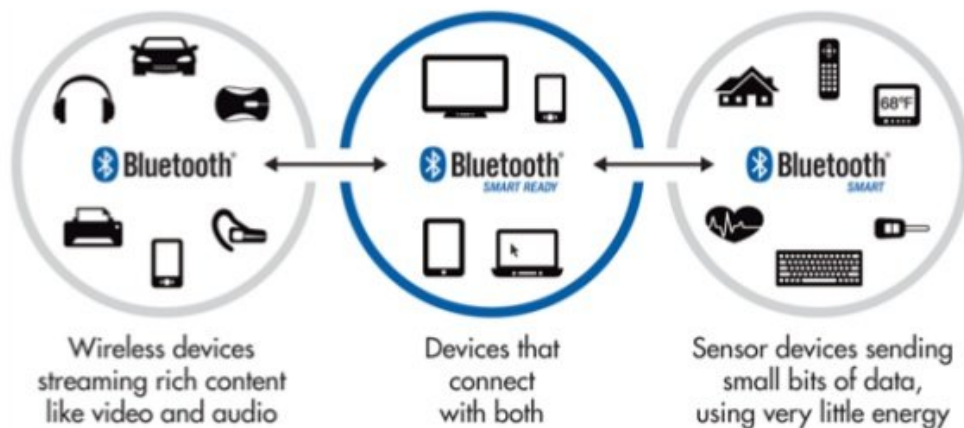 68°F
Bluetooth®
Bluetooth®
SMART READY
Bluetooth®
SMART
Wireless devices
streaming rich content
like video and audio
Devices that
connect
with both
Sensor devices sending
small bits of data,
using very little energy